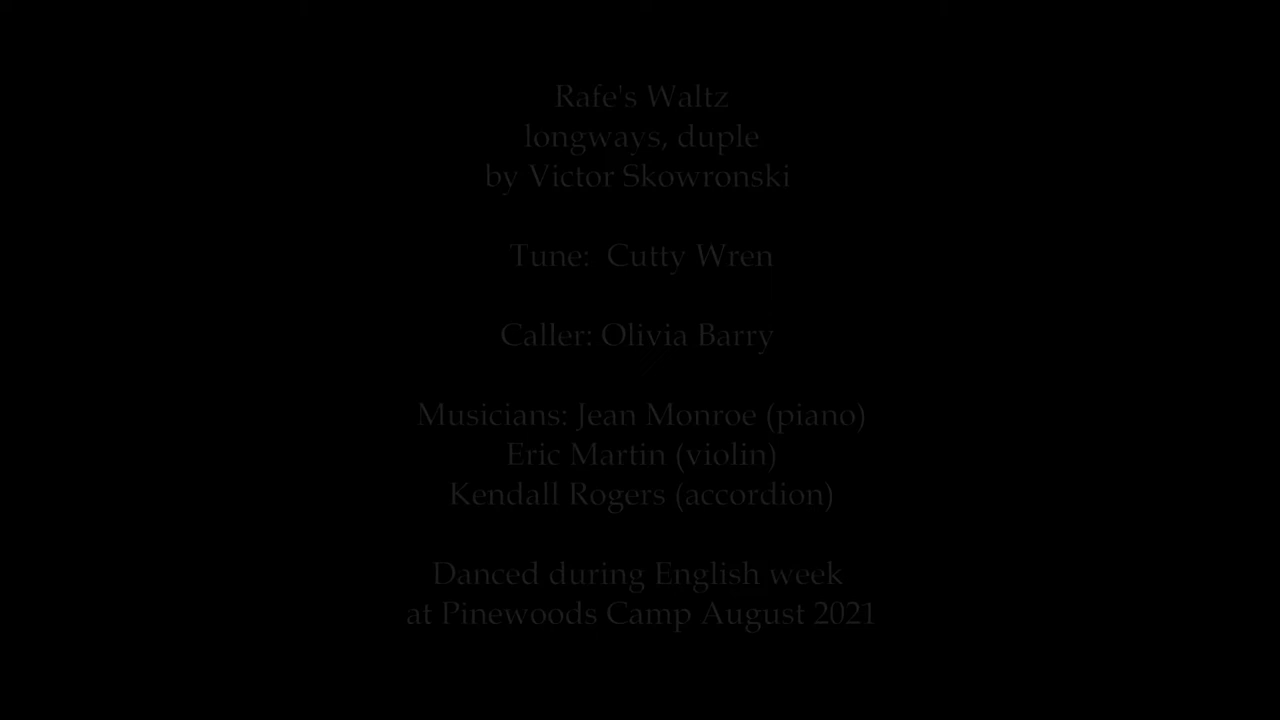 Rafe's Waltz
longways, duple
by Victor Skowronski
Tune:  Cutty Wren
Caller: Olivia Barry
Musicians: Jean Monroe (piano)
Eric Martin (violin)
Kendall Rogers (accordion)
Danced during English week
at Pinewoods Camp August 2021